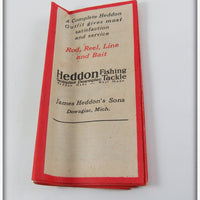 A Complete Heddon
Outfit gives most
satisfaction
and service
Rod, Reel, Line
and Bait
Heddon Fishing
Tackle
James Heddon's Sons
Dowagiac, Mich.